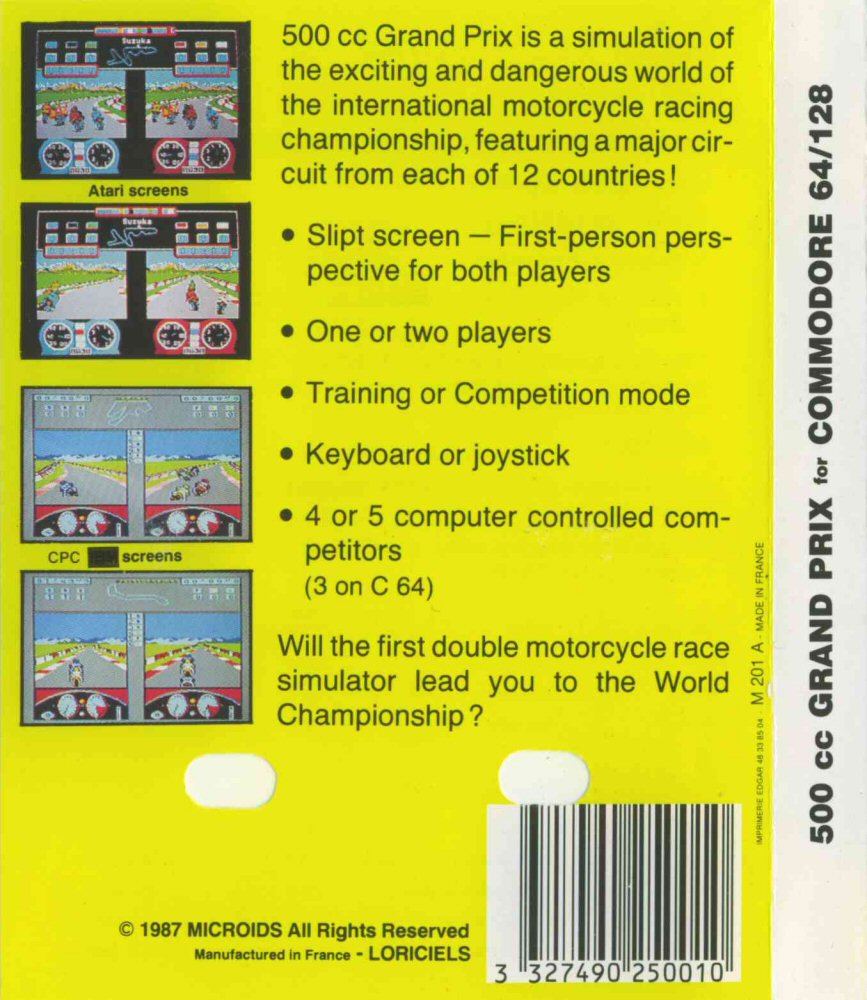 500 cc Grand Prix is a simulation of
the exciting and dangerous world of
the international motorcycle racing
championship, featuring a major cir-
cuit from each of 12 countries!
• Slipt screen — First-person pers-
pective for both players
• One or two players
• Training or Competition mode
• Keyboard or joystick
• 4 or 5 computer controlled com-
petitors
(3 on C 64)
Will the first double motorcycle race
simulator lead you to the World
Championship?
Suzuka
Atari screens
Suzuka
CPC screens
© 1987 MICROIDS All Rights Reserved
Manufactured in France - LORICIELS
3 327490 250010
IMPRIMERIE EDGAR 48 33 85 04 - M 201 A - MADE IN FRANCE
500 cc GRAND PRIX for COMMODORE 64/128